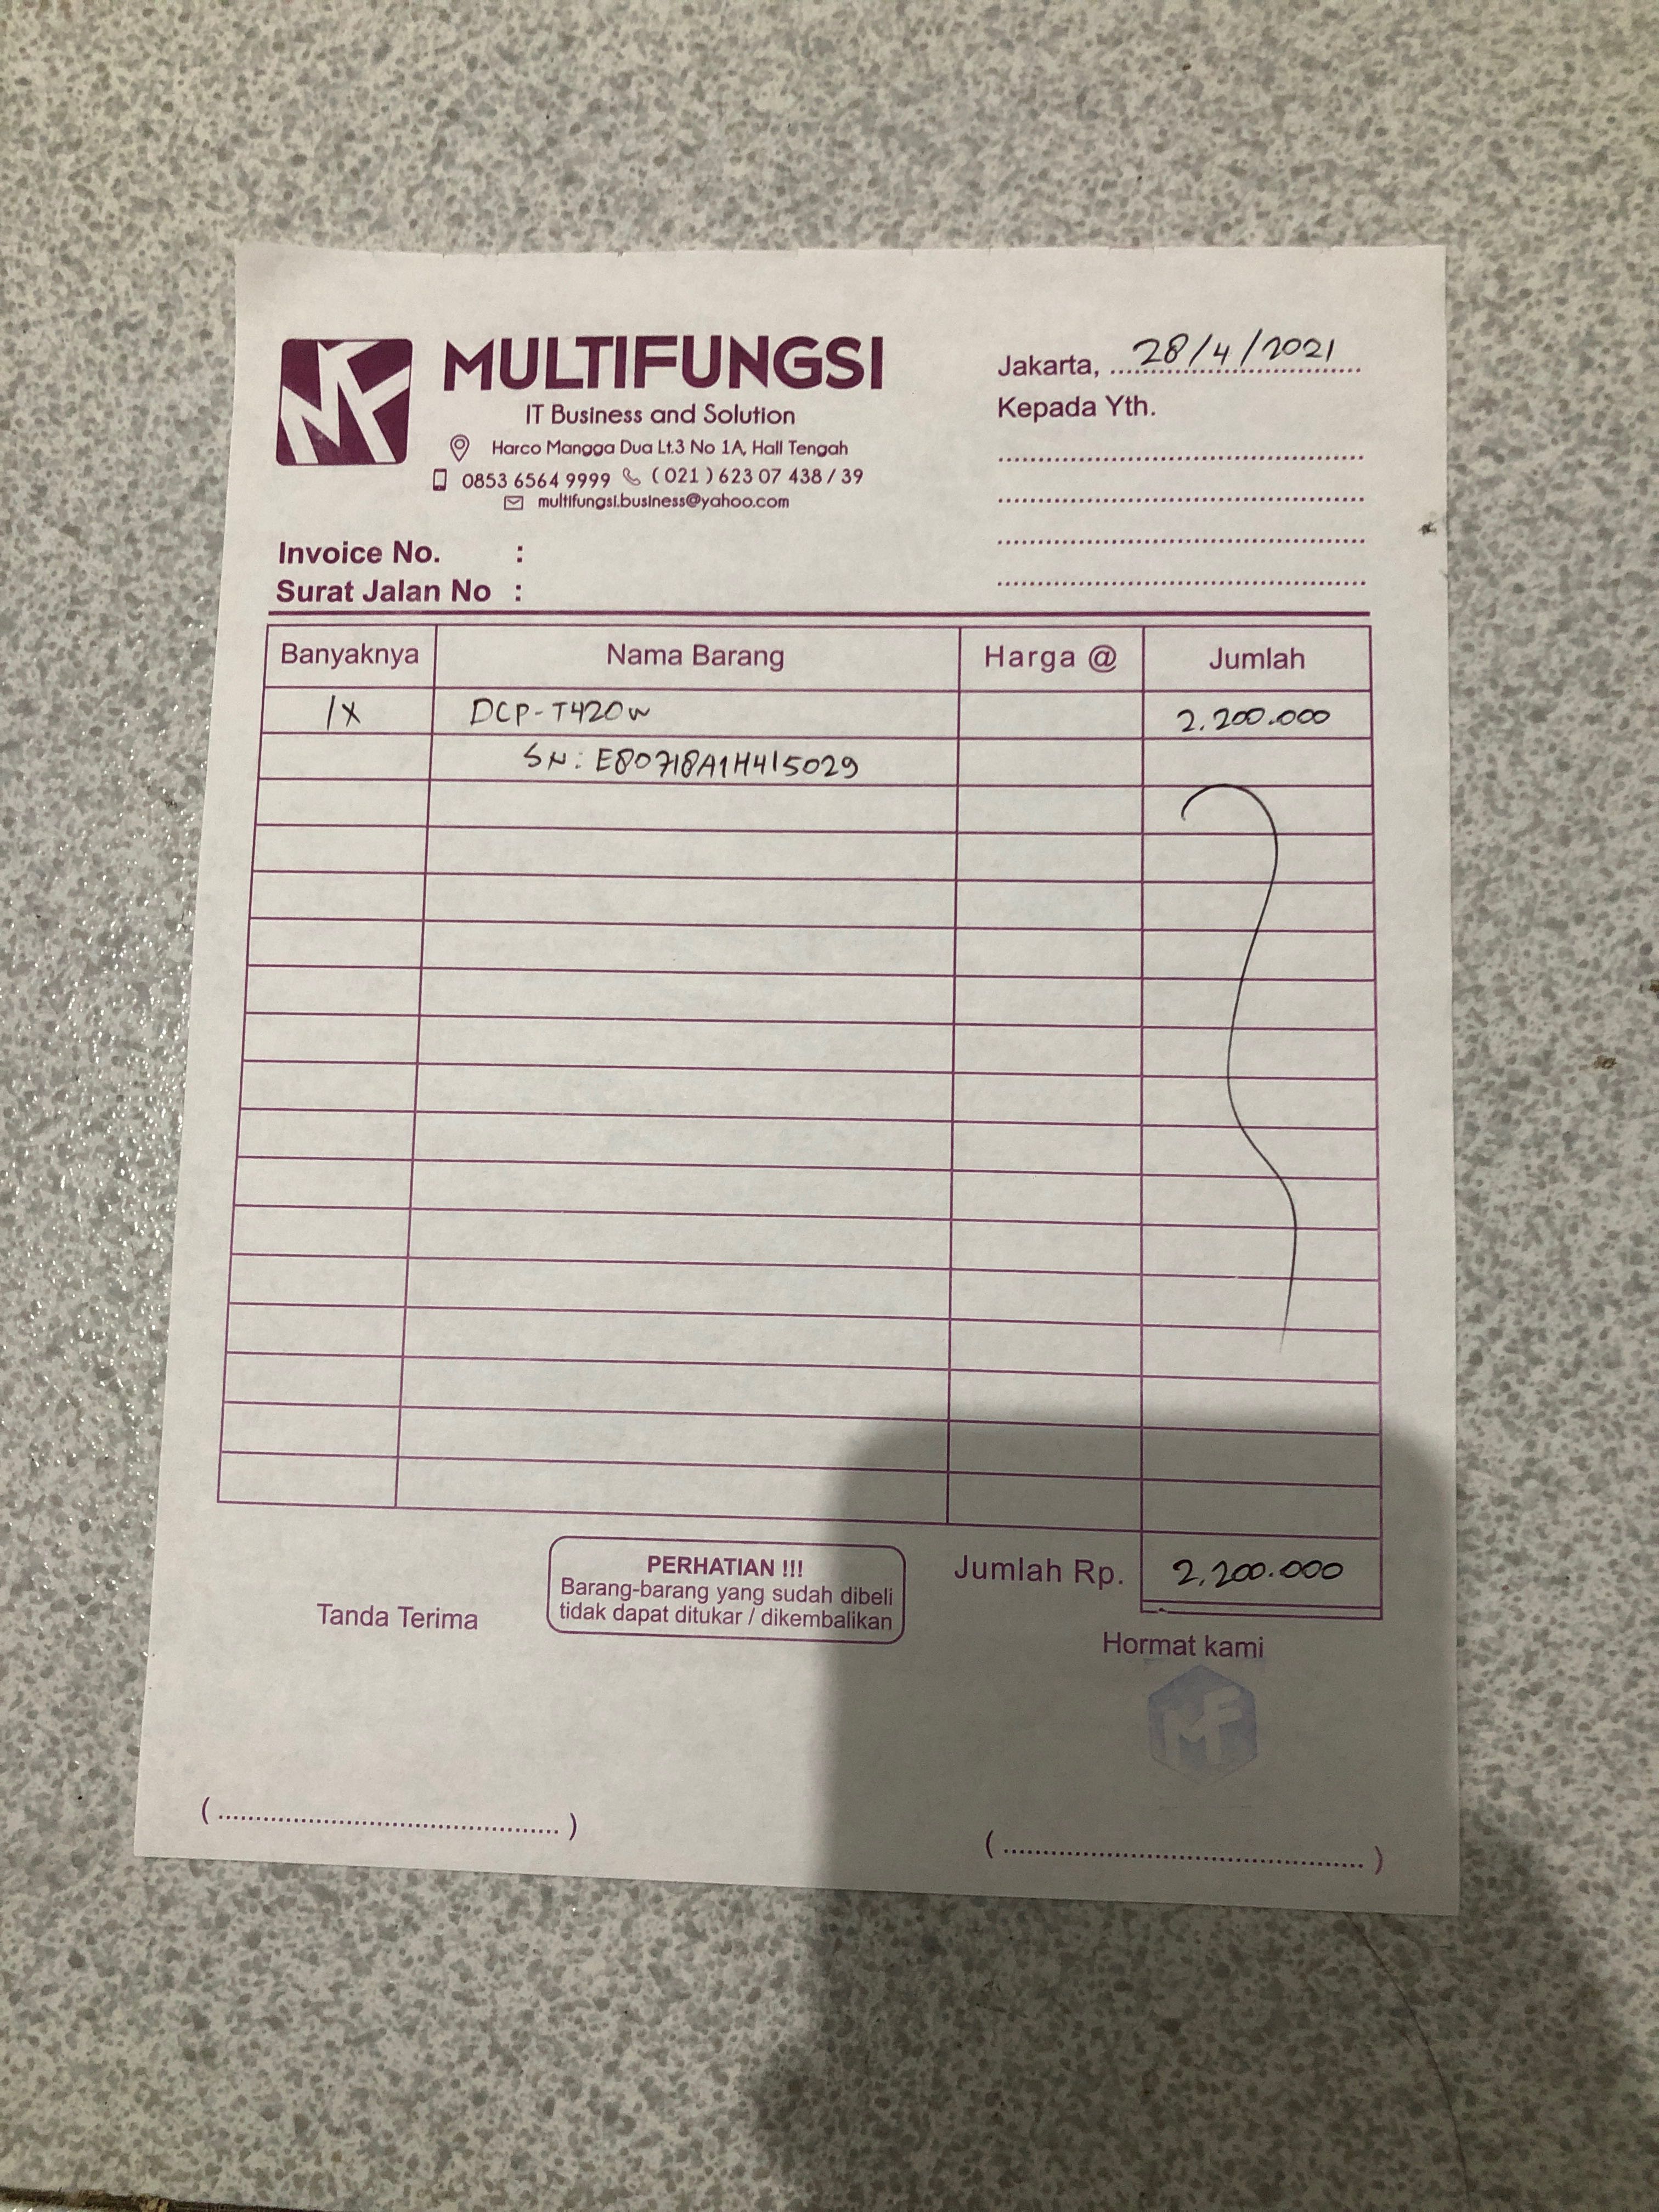 MF
MULTIFUNGSI
IT Business and Solution
Harco Mangga Dua Lt.3 No 1A, Hall Tengah
0853 6564 9999 ( 021 ) 623 07 438 / 39
multifungsi.business@yahoo.com
Jakarta, 28/4/2021
Kepada Yth.
Invoice No. :
Surat Jalan No :
Banyaknya Nama Barang Harga @ Jumlah
1X DCP-T420W 2.200.000
SN: E80718A1H415029
Jumlah Rp. 2.200.000
PERHATIAN !!!
Barang-barang yang sudah dibeli
tidak dapat ditukar / dikembalikan
Tanda Terima
Hormat kami
MF
(..............................................)
(..............................................)